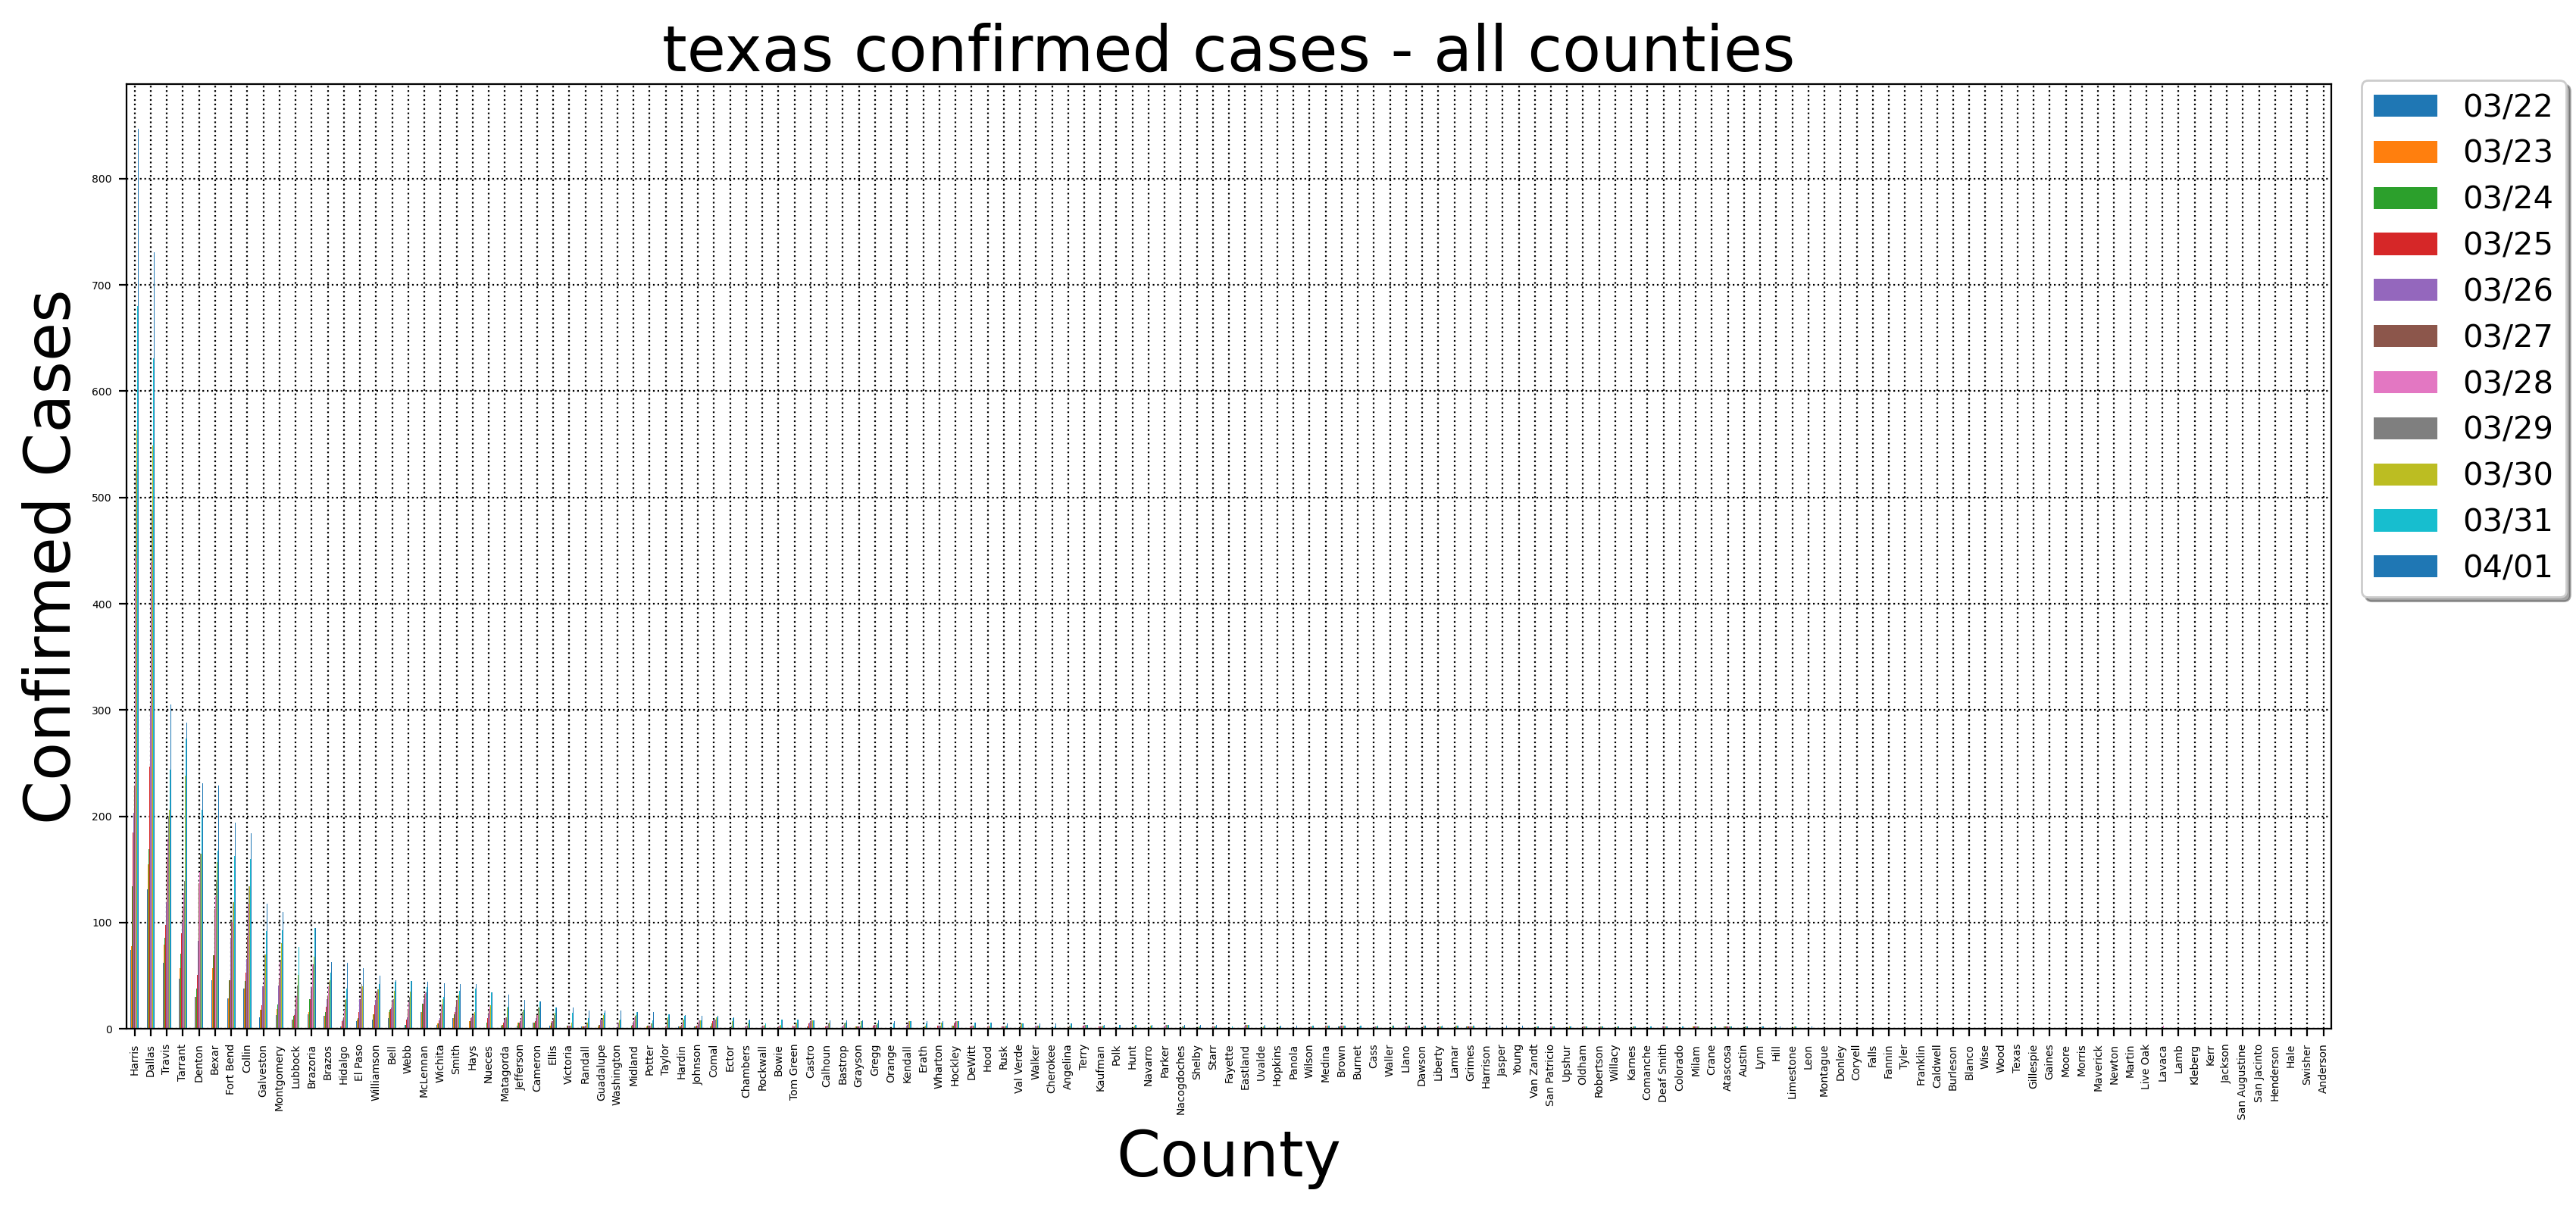 texas confirmed cases - all counties
Confirmed Cases
800
700
600
500
400
300
200
100
0
03/22
03/23
03/24
03/25
03/26
03/27
03/28
03/29
03/30
03/31
04/01
Harris
Dallas
Travis
Tarrant
Denton
Bexar
Fort Bend
Collin
Galveston
Montgomery
Lubbock
Brazoria
Brazos
Hidalgo
El Paso
Williamson
Bell
Webb
McLennan
Wichita
Smith
Hays
Nueces
Matagorda
Jefferson
Cameron
Ellis
Victoria
Randall
Guadalupe
Washington
Midland
Potter
Taylor
Hardin
Johnson
Comal
Ector
Chambers
Rockwall
Bowie
Tom Green
Castro
Calhoun
Bastrop
Grayson
Gregg
Orange
Kendall
Erath
Wharton
Hockley
DeWitt
Hood
Rusk
Val Verde
Walker
Cherokee
Angelina
Terry
Kaufman
Polk
Hunt
Navarro
Parker
Nacogdoches
Shelby
Starr
Fayette
Eastland
Uvalde
Hopkins
Panola
Wilson
Medina
Brown
Burnet
Cass
Waller
Llano
Dawson
Liberty
Lamar
Grimes
Harrison
Jasper
Young
Van Zandt
San Patricio
Upshur
Oldham
Robertson
Willacy
Karnes
Comanche
Deaf Smith
Colorado
Milam
Crane
Atascosa
Austin
Lynn
Hill
Limestone
Leon
Montague
Donley
Coryell
Falls
Fannin
Tyler
Franklin
Caldwell
Burleson
Blanco
Wise
Wood
Texas
Gillespie
Gaines
Moore
Morris
Maverick
Newton
Martin
Live Oak
Lavaca
Lamb
Kleberg
Kerr
Jackson
San Augustine
San Jacinto
Henderson
Hale
Swisher
Anderson
County